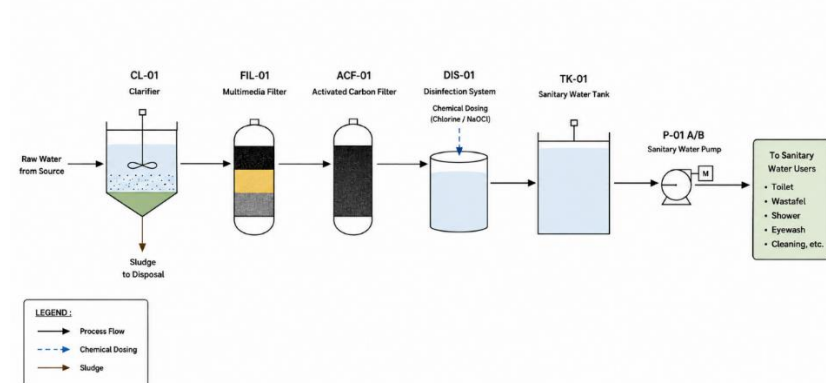 CL-01
Clarifier
FIL-01
Multimedia Filter
ACF-01
Activated Carbon Filter
DIS-01
Disinfection System
Chemical Dosing
(Chlorine / NaOCl)
TK-01
Sanitary Water Tank
P-01 A/B
Sanitary Water Pump
M
Raw Water
from Source
Sludge
to Disposal
To Sanitary
Water Users
• Toilet
• Wastafel
• Shower
• Eyewash
• Cleaning, etc.
LEGEND :
Process Flow
Chemical Dosing
Sludge